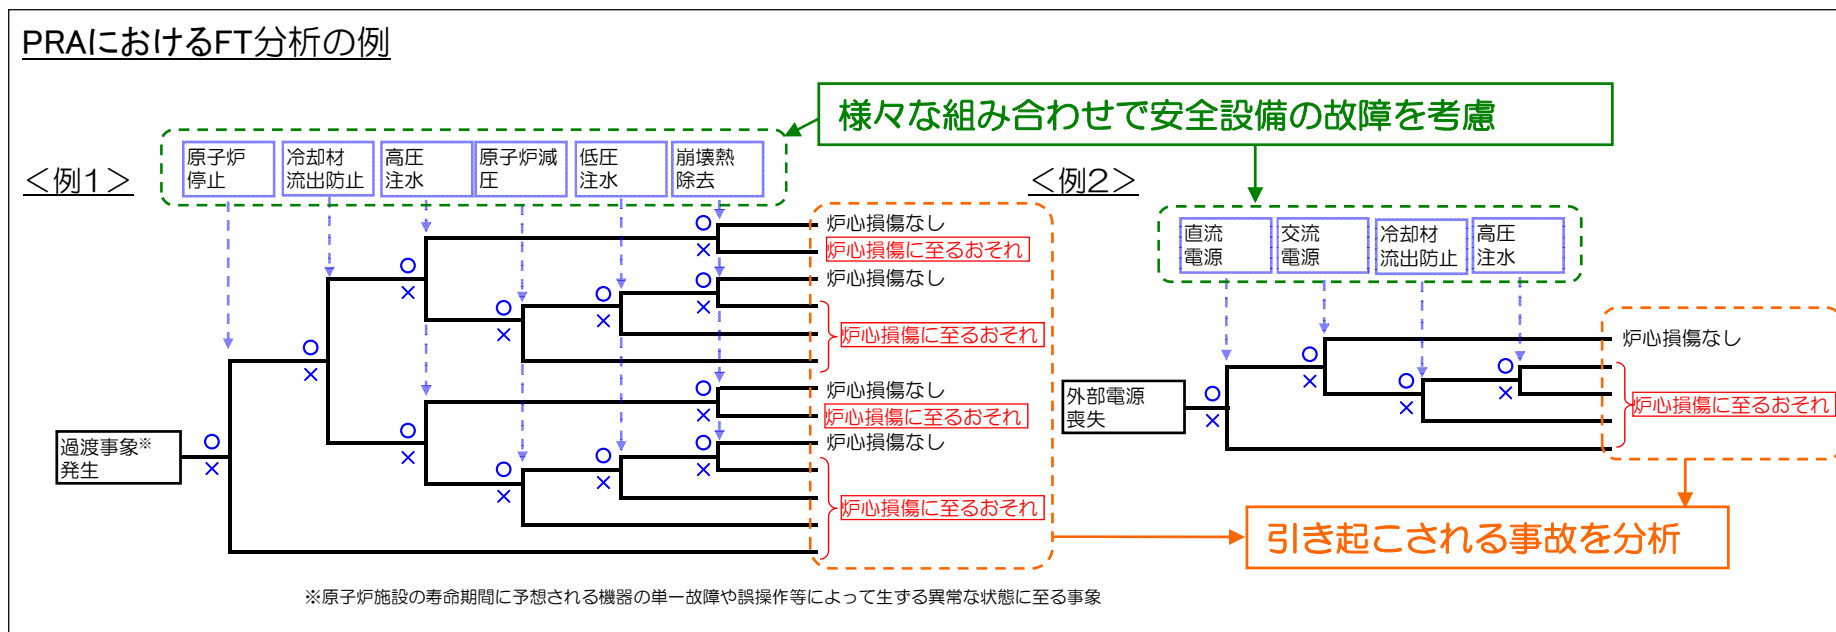 PRAにおけるFT分析の例
様々な組み合わせで安全設備の故障を考慮
<例1>
原子炉
停止
冷却材
流出防止
高圧
注水
原子炉減
圧
低圧
注水
崩壊熱
除去
○
×
○
×
○
×
○
×
○
×
○
×
○
×
○
×
○
×
○
×
○
×
○
×
炉心損傷なし
炉心損傷に至るおそれ
炉心損傷なし
炉心損傷に至るおそれ
炉心損傷なし
炉心損傷に至るおそれ
炉心損傷なし
炉心損傷に至るおそれ
過渡事象※
発生
<例2>
直流
電源
交流
電源
冷却材
流出防止
高圧
注水
外部電源
喪失
○
×
○
×
○
×
○
×
炉心損傷なし
炉心損傷に至るおそれ
引き起こされる事故を分析
※原子炉施設の寿命期間に予想される機器の単一故障や誤操作等によって生ずる異常な状態に至る事象